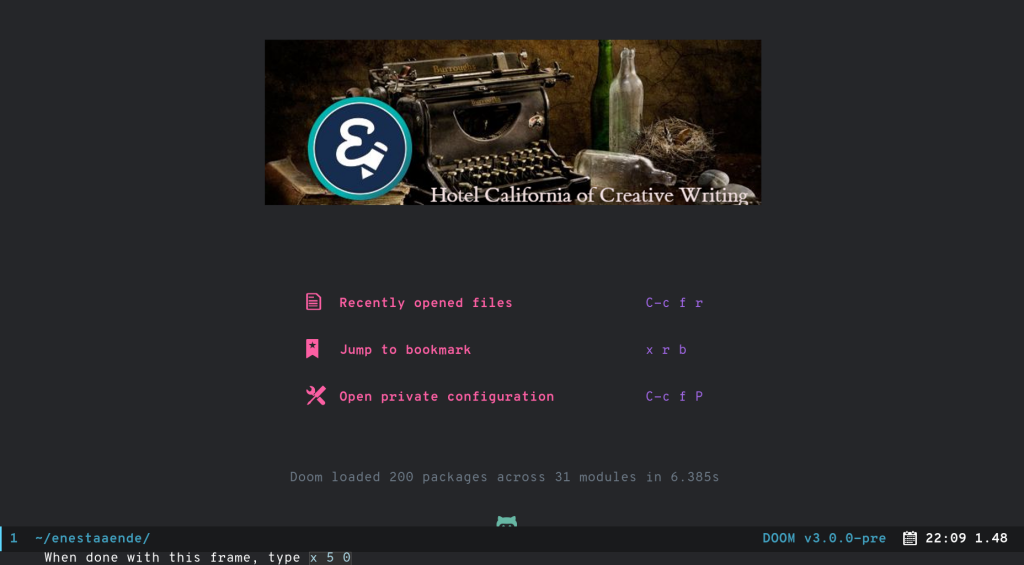 Burroughs
Hotel California of Creative Writing
Recently opened files C-c f r
Jump to bookmark x r b
Open private configuration C-c f P
Doom loaded 200 packages across 31 modules in 6.385s
1 ~/enestaaende/ DOOM v3.0.0-pre 22:09 1.48
When done with this frame, type x 5 0